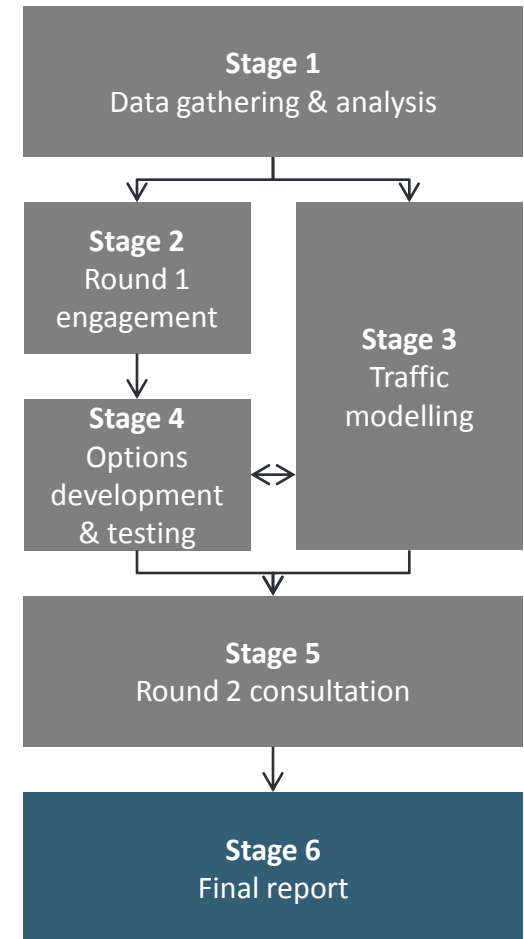 Stage 1
Data gathering & analysis
Stage 2
Round 1
engagement
Stage 3
Traffic
modelling
Stage 4
Options
development
& testing
Stage 5
Round 2 consultation
Stage 6
Final report